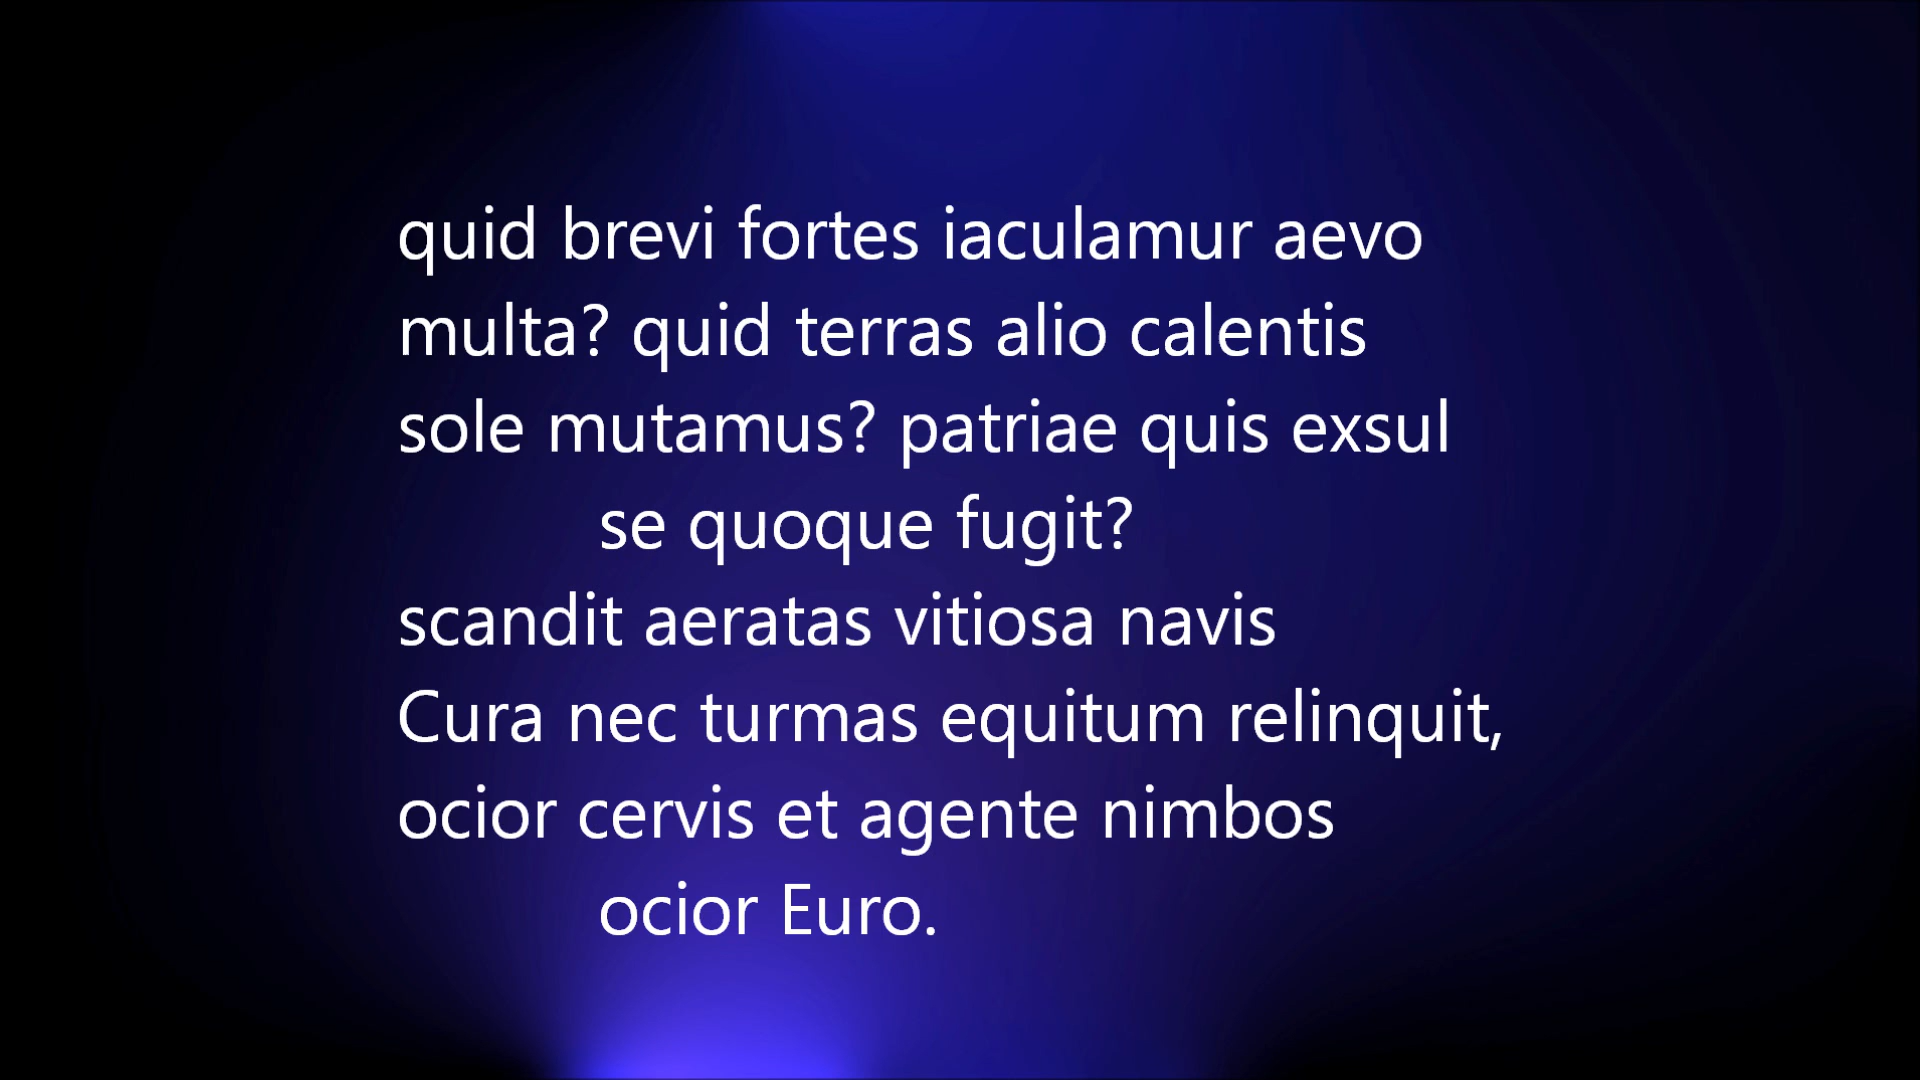 quid brevi fortes iaculamur aevo
multa? quid terras alio calentis
sole mutamus? patriae quis exsul
se quoque fugit?
scandit aeratas vitiosa navis
Cura nec turmas equitum relinquit,
ocior cervis et agente nimbos
ocior Euro.